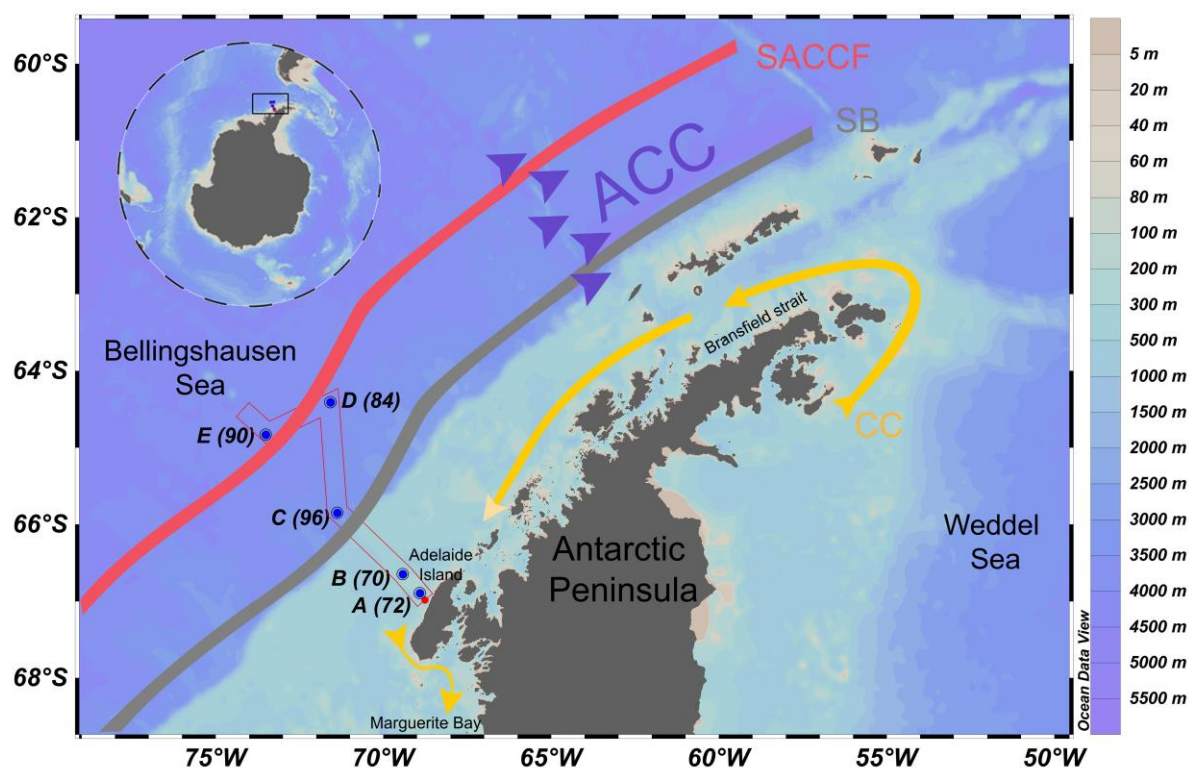 60°S
62°S
64°S
66°S
68°S
75°W
70°W
65°W
60°W
55°W
50°W
SACCF
SB
ACC
Bransfield strait
CC
Bellingshausen
Sea
D (84)
E (90)
C (96)
B (70)
A (72)
Adelaide
Island
Antarctic
Peninsula
Weddel
Sea
Marguerite Bay
Ocean Data View
5 m
20 m
40 m
60 m
80 m
100 m
200 m
300 m
500 m
1000 m
1500 m
2000 m
2500 m
3000 m
3500 m
4000 m
4500 m
5000 m
5500 m